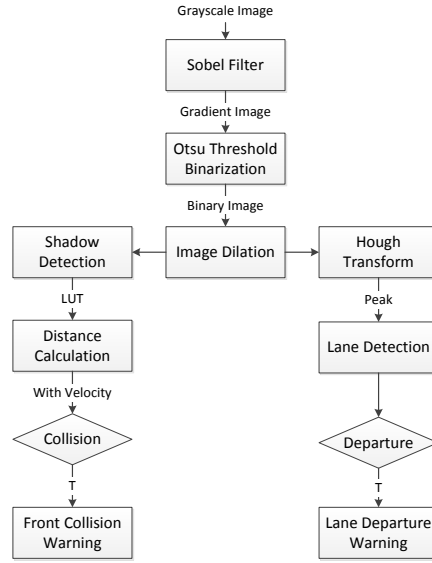 Grayscale Image
Sobel Filter
Gradient Image
Otsu Threshold
Binarization
Binary Image
Shadow
Detection
Image Dilation
Hough
Transform
LUT
Peak
Distance
Calculation
Lane Detection
With Velocity
Collision
Departure
T
T
Front Collision
Warning
Lane Departure
Warning